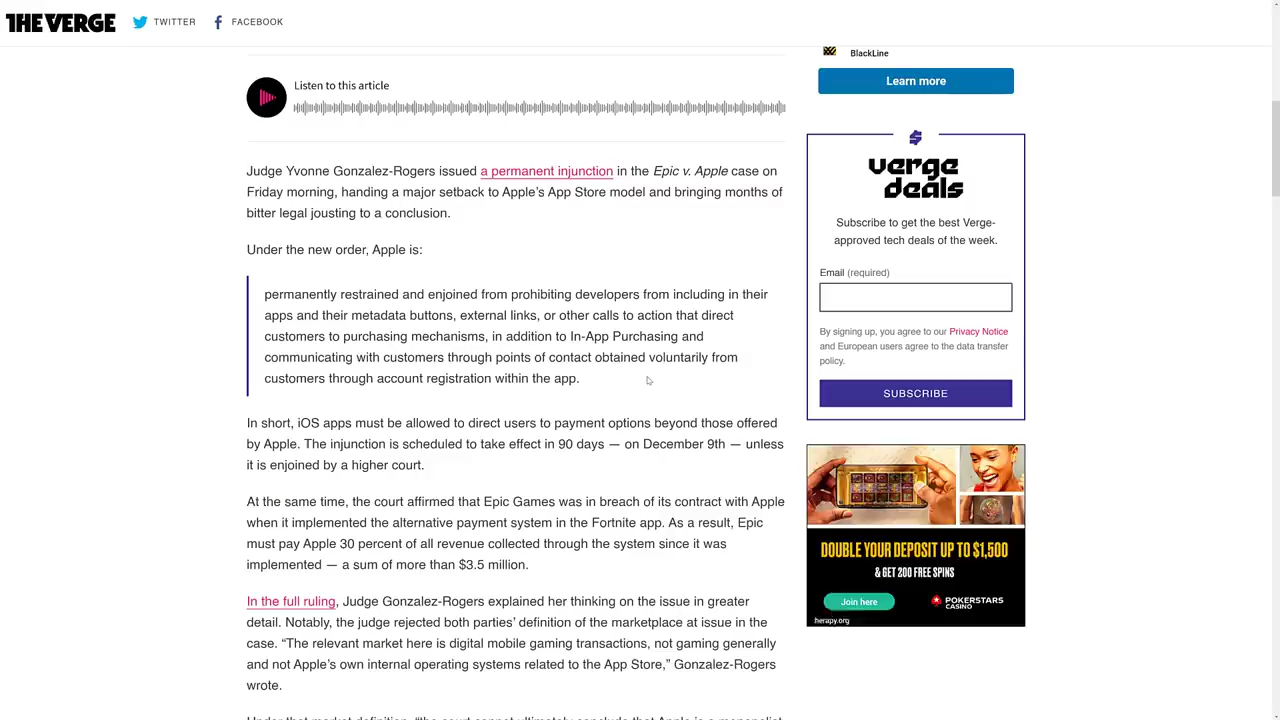 THE VERGE
TWITTER
FACEBOOK
BlackLine
Learn more
Listen to this article
Judge Yvonne Gonzalez-Rogers issued a permanent injunction in the Epic v. Apple case on
Friday morning, handing a major setback to Apple’s App Store model and bringing months of
bitter legal jousting to a conclusion.
Under the new order, Apple is:
permanently restrained and enjoined from prohibiting developers from including in their
apps and their metadata buttons, external links, or other calls to action that direct
customers to purchasing mechanisms, in addition to In-App Purchasing and
communicating with customers through points of contact obtained voluntarily from
customers through account registration within the app.
In short, iOS apps must be allowed to direct users to payment options beyond those offered
by Apple. The injunction is scheduled to take effect in 90 days — on December 9th — unless
it is enjoined by a higher court.
At the same time, the court affirmed that Epic Games was in breach of its contract with Apple
when it implemented the alternative payment system in the Fortnite app. As a result, Epic
must pay Apple 30 percent of all revenue collected through the system since it was
implemented — a sum of more than $3.5 million.
In the full ruling, Judge Gonzalez-Rogers explained her thinking on the issue in greater
detail. Notably, the judge rejected both parties’ definition of the marketplace at issue in the
case. “The relevant market here is digital mobile gaming transactions, not gaming generally
and not Apple’s own internal operating systems related to the App Store,” Gonzalez-Rogers
wrote.
Under that market definition, “the court cannot ultimately conclude that Apple is a monopolist
verge
deals
Subscribe to get the best Verge-
approved tech deals of the week.
Email (required)
By signing up, you agree to our Privacy Notice
and European users agree to the data transfer
policy.
SUBSCRIBE
DOUBLE YOUR DEPOSIT UP TO $1,500
& GET 200 FREE SPINS
Join here
POKERSTARS
CASINO
herapy.org